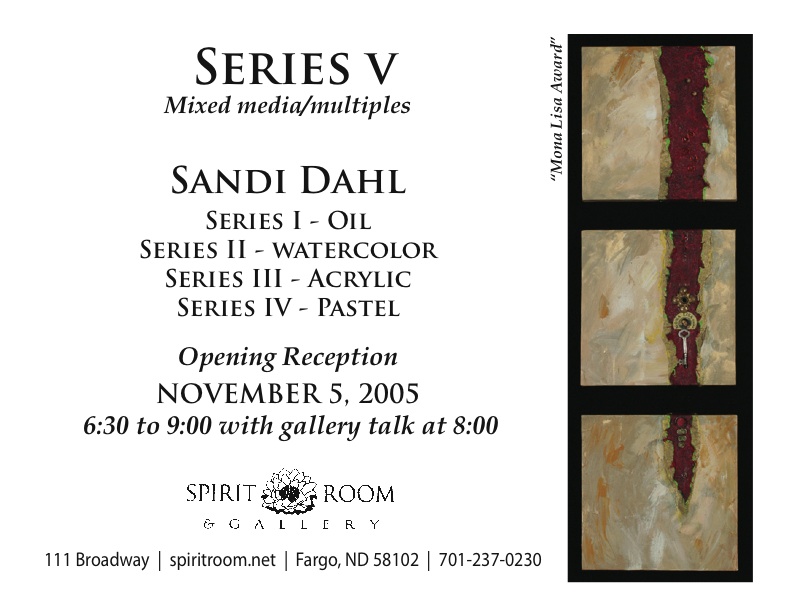 SERIES V
Mixed media/multiples
SANDI DAHL
SERIES I - OIL
SERIES II - WATERCOLOR
SERIES III - ACRYLIC
SERIES IV - PASTEL
Opening Reception
NOVEMBER 5, 2005
6:30 to 9:00 with gallery talk at 8:00
SPIRIT ROOM
& GALLERY
111 Broadway | spiritroom.net | Fargo, ND 58102 | 701-237-0230
“Mona Lisa Award”